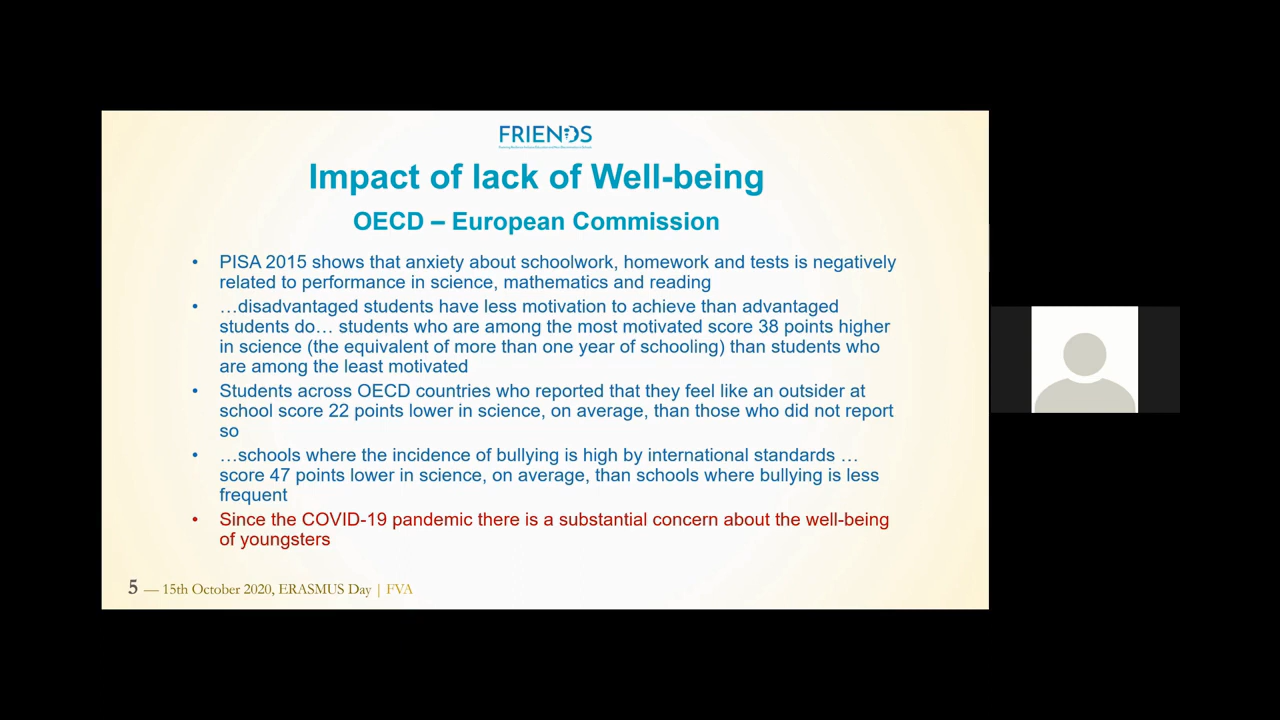 FRIENDS
Impact of lack of Well-being
OECD – European Commission
• PISA 2015 shows that anxiety about schoolwork, homework and tests is negatively
related to performance in science, mathematics and reading
• …disadvantaged students have less motivation to achieve than advantaged
students do… students who are among the most motivated score 38 points higher
in science (the equivalent of more than one year of schooling) than students who
are among the least motivated
• Students across OECD countries who reported that they feel like an outsider at
school score 22 points lower in science, on average, than those who did not report
so
• …schools where the incidence of bullying is high by international standards …
score 47 points lower in science, on average, than schools where bullying is less
frequent
• Since the COVID-19 pandemic there is a substantial concern about the well-being
of youngsters
5 — 15th October 2020, ERASMUS Day | FVA